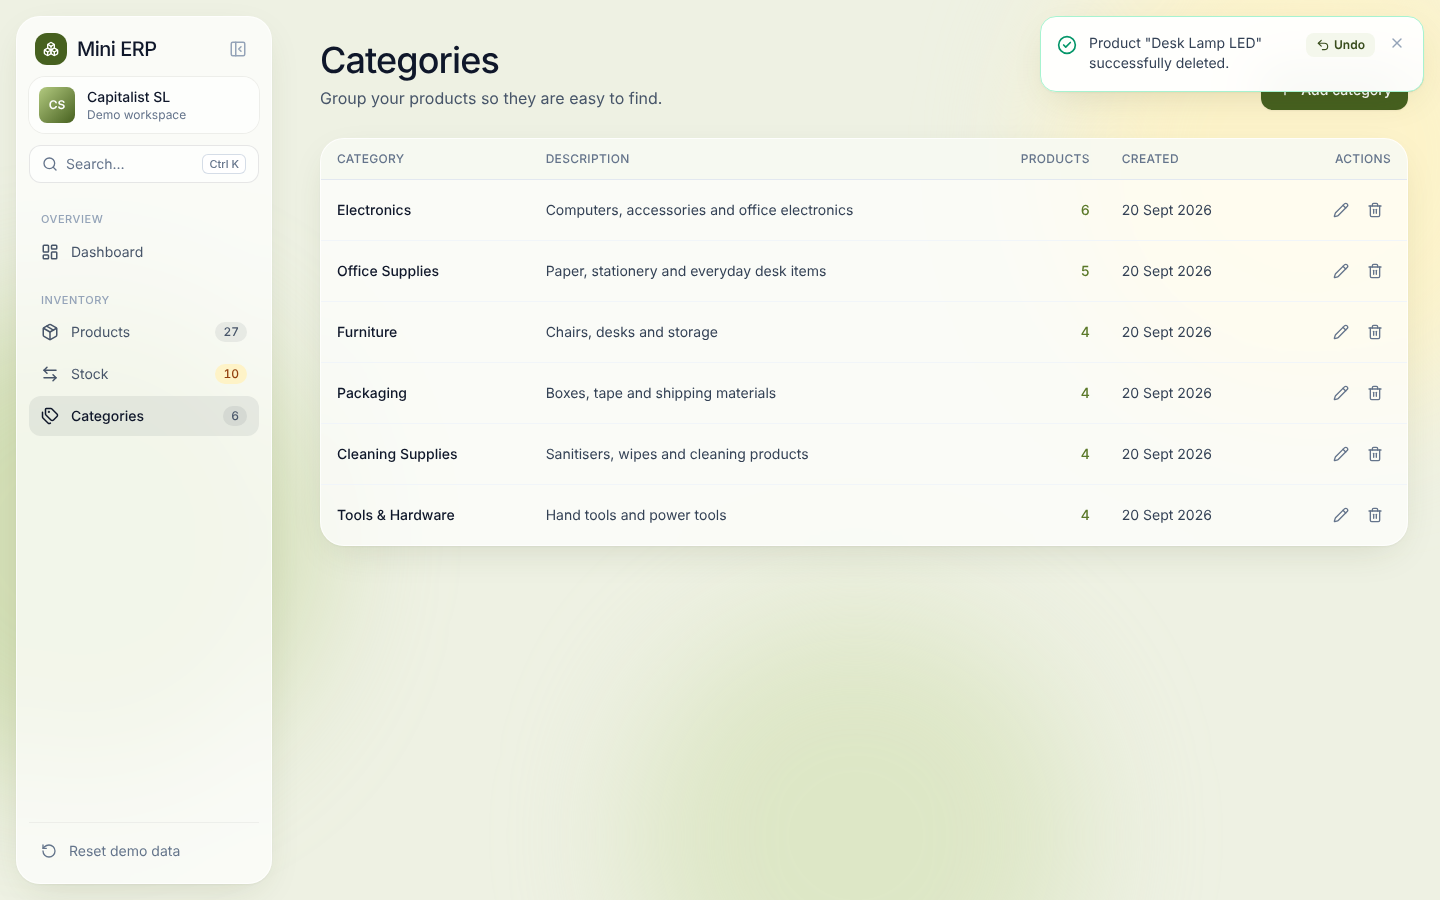 Mini ERP
CS
Capitalist SL
Demo workspace
Search...
Ctrl K
OVERVIEW
Dashboard
INVENTORY
Products 27
Stock 10
Categories 6
Reset demo data
Categories
Group your products so they are easy to find.
Product "Desk Lamp LED"
successfully deleted.
Undo
Add category
CATEGORY DESCRIPTION PRODUCTS CREATED ACTIONS
Electronics Computers, accessories and office electronics 6 20 Sept 2026
Office Supplies Paper, stationery and everyday desk items 5 20 Sept 2026
Furniture Chairs, desks and storage 4 20 Sept 2026
Packaging Boxes, tape and shipping materials 4 20 Sept 2026
Cleaning Supplies Sanitisers, wipes and cleaning products 4 20 Sept 2026
Tools & Hardware Hand tools and power tools 4 20 Sept 2026